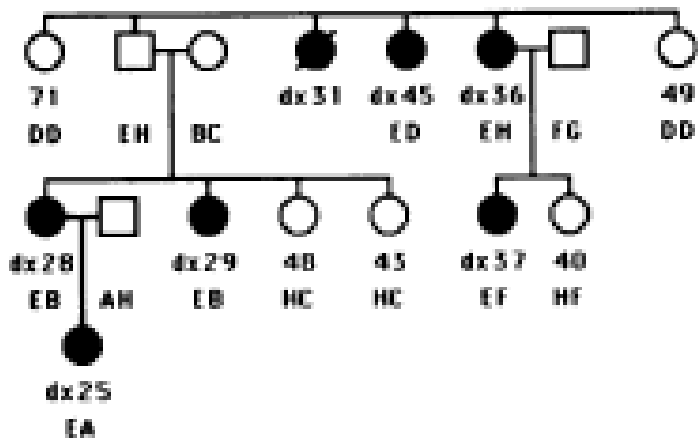 71 dx31 dx45 dx36 49
DD EH BC ED EH FG DD
dx28 dx29 48 43 dx37 40
EB AH EB HC HC EF HF
dx25
EA